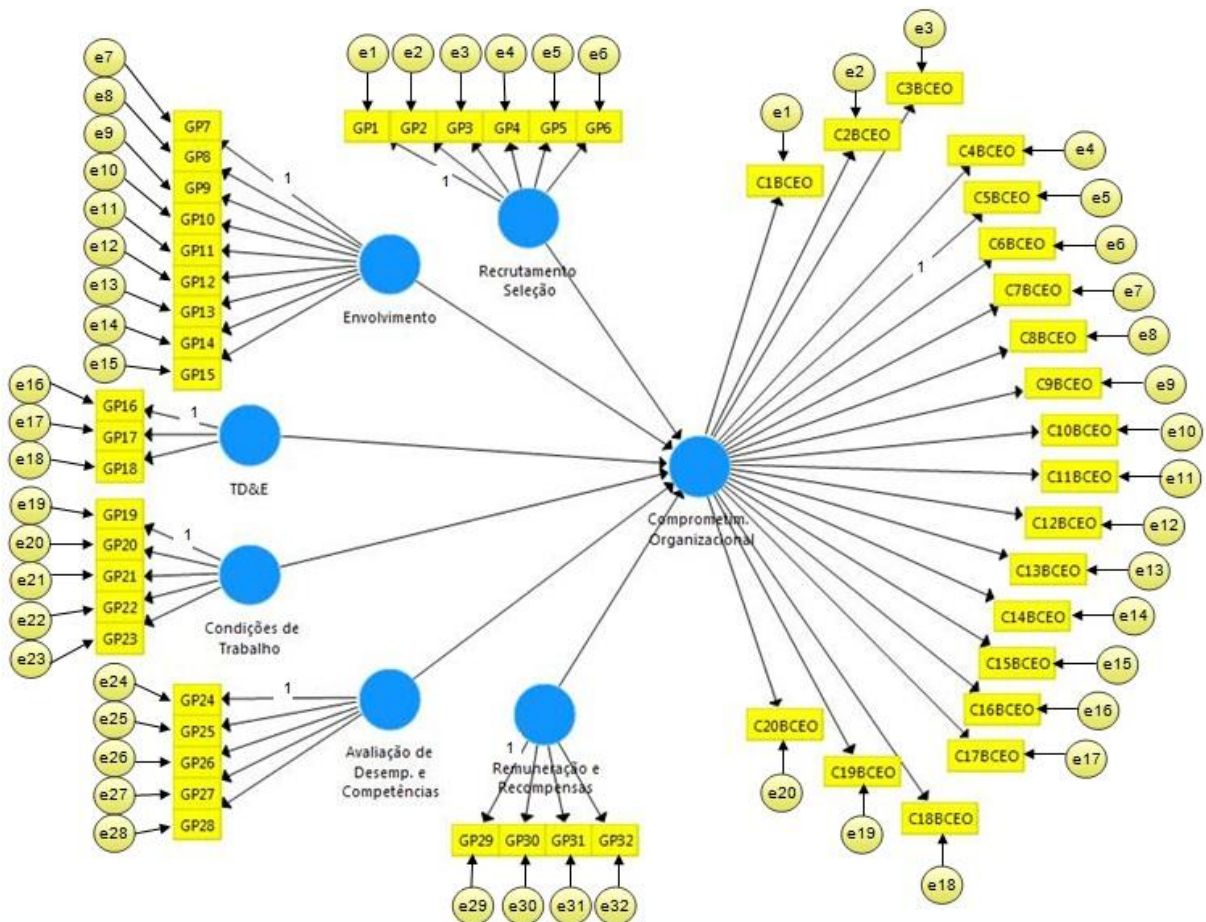 e1 e2 e3 e4 e5 e6
GP1 GP2 GP3 GP4 GP5 GP6
1
Recrutamento
Seleção
e7
e8
e9
e10
e11
e12
e13
e14
e15
GP7
GP8
GP9
GP10
GP11
GP12
GP13
GP14
GP15
1
Envolvimento
e16
e17
e18
GP16
GP17
GP18
1
TD&E
e19
e20
e21
e22
e23
GP19
GP20
GP21
GP22
GP23
1
Condições de
Trabalho
e24
e25
e26
e27
e28
GP24
GP25
GP26
GP27
GP28
1
Avaliação de
Desemp. e
Competências
1
Remuneração e
Recompensas
GP29 GP30 GP31 GP32
e29 e30 e31 e32
Comprometim.
Organizacional
1
e1
C1BCEO
e2
C2BCEO
e3
C3BCEO
C4BCEO e4
C5BCEO e5
C6BCEO e6
C7BCEO e7
C8BCEO e8
C9BCEO e9
C10BCEO e10
C11BCEO e11
C12BCEO e12
C13BCEO e13
C14BCEO e14
C15BCEO e15
C16BCEO e16
C17BCEO e17
C18BCEO
e18
C19BCEO
e19
C20BCEO
e20